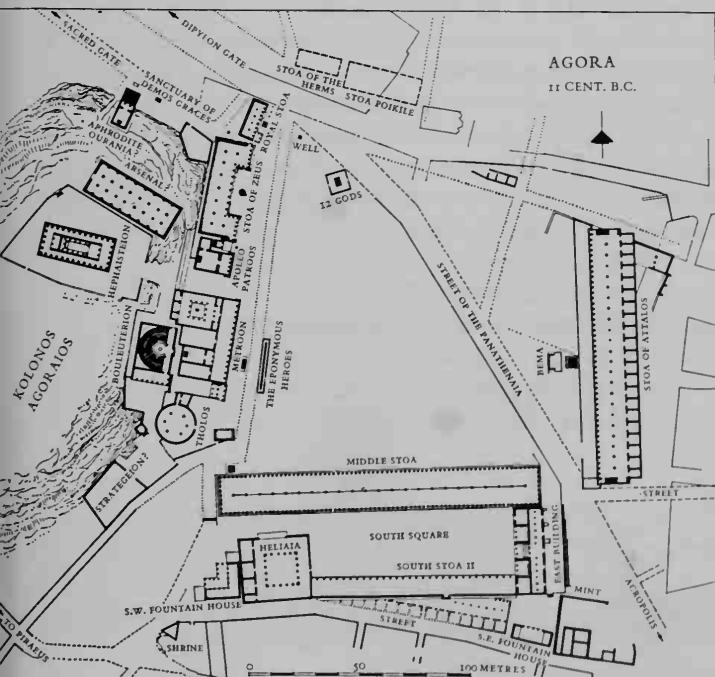 SACRED GATE
DIPYLON GATE
STOA OF THE
HERMS
STOA POIKILE
AGORA
11 CENT. B.C.
SANCTUARY OF
DEMOS GRACES
ROYAL STOA
APHRODITE
OURANIA?
ARSENAL?
WELL
12 GODS
STOA OF ZEUS
HEPHAISTEION
APOLLO
PATROOS
STREET OF THE PANATHENAIA
KOLONOS
AGORAIOS
BOULEUTERION
METROON
THE EPONYMOUS
HEROES
BEMA
STOA OF ATTALOS
THOLOS
STRATEGEION?
MIDDLE STOA
STREET
SOUTH SQUARE
HELIAIA
SOUTH STOA II
EAST BUILDING
ACROPOLIS
S.W. FOUNTAIN HOUSE
MINT
TO PIRAEUS
STREET
S.E. FOUNTAIN
HOUSE
SHRINE
0 50 100 METRES